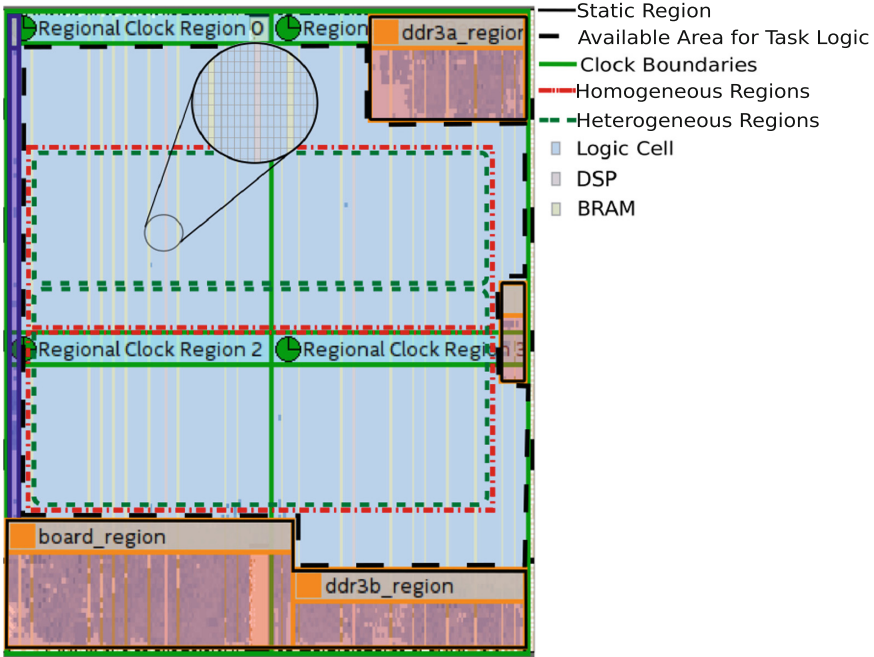 Regional Clock Region 0
Region
ddr3a_region
Regional Clock Region 2
Regional Clock Region 3
board_region
ddr3b_region
Static Region
Available Area for Task Logic
Clock Boundaries
Homogeneous Regions
Heterogeneous Regions
Logic Cell
DSP
BRAM